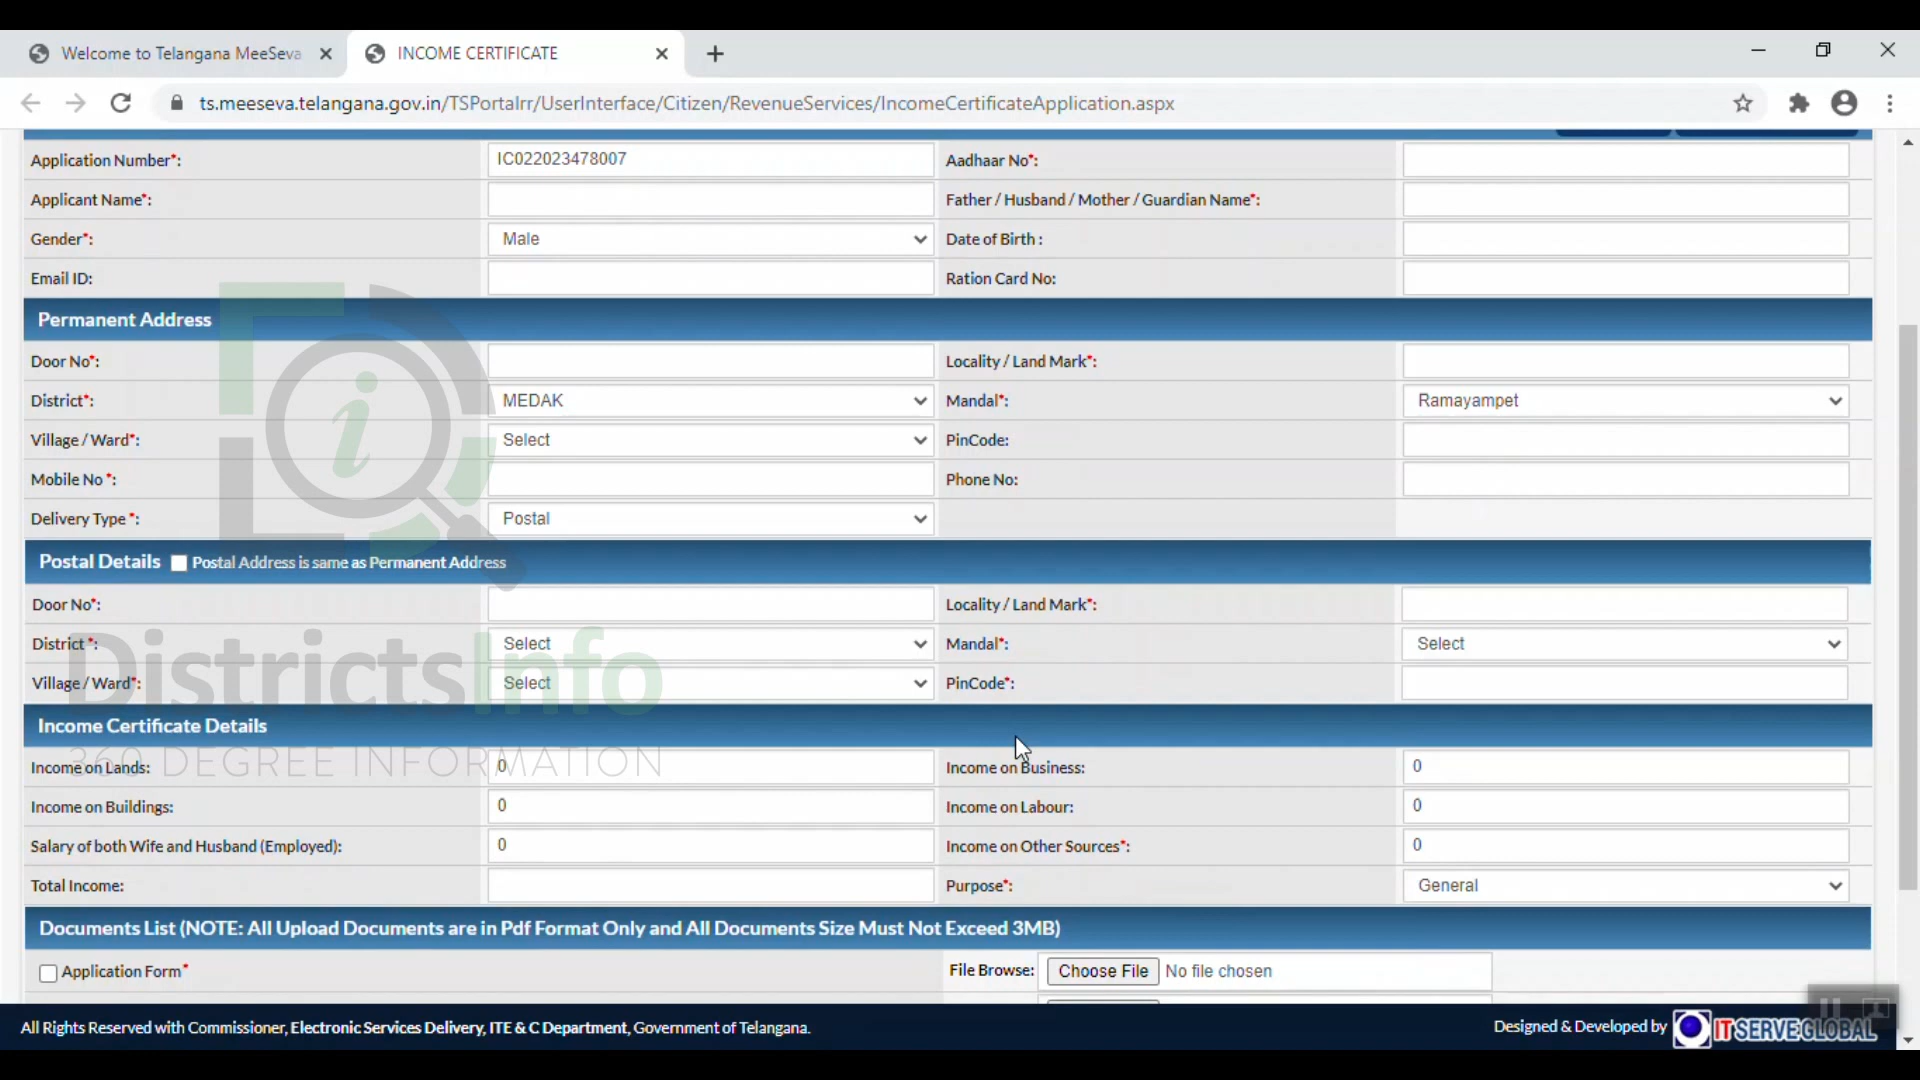 Welcome to Telangana MeeSeva
INCOME CERTIFICATE
ts.meeseva.telangana.gov.in/TSPortalrr/UserInterface/Citizen/RevenueServices/IncomeCertificateApplication.aspx
Application Number*: IC022023478007 Aadhaar No*:
Applicant Name*: Father / Husband / Mother / Guardian Name*:
Gender*: Male Date of Birth :
Email ID: Ration Card No:
Permanent Address
Door No*: Locality / Land Mark*:
District*: MEDAK Mandal*: Ramayampet
Village / Ward*: Select PinCode:
Mobile No *: Phone No:
Delivery Type *: Postal
Postal Details Postal Address is same as Permanent Address
Door No*: Locality / Land Mark*:
District *: Select Mandal*: Select
Village / Ward*: Select PinCode*:
DistrictsInfo
360 DEGREE INFORMATION
Income Certificate Details
Income on Lands: 0 Income on Business: 0
Income on Buildings: 0 Income on Labour: 0
Salary of both Wife and Husband (Employed): 0 Income on Other Sources*: 0
Total Income: Purpose*: General
Documents List (NOTE: All Upload Documents are in Pdf Format Only and All Documents Size Must Not Exceed 3MB)
Application Form* File Browse: Choose File No file chosen
All Rights Reserved with Commissioner, Electronic Services Delivery, ITE & C Department, Government of Telangana. Designed & Developed by IT SERVE GLOBAL